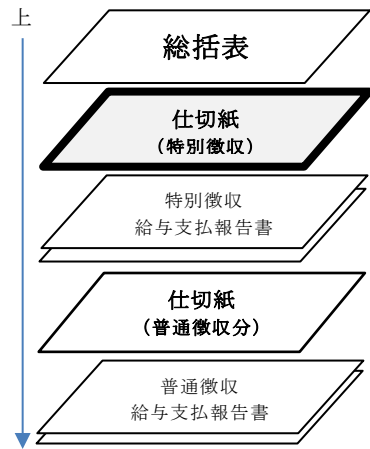 上
総括表
仕切紙
（特別徴収）
特別徴収
給与支払報告書
仕切紙
（普通徴収分）
普通徴収
給与支払報告書